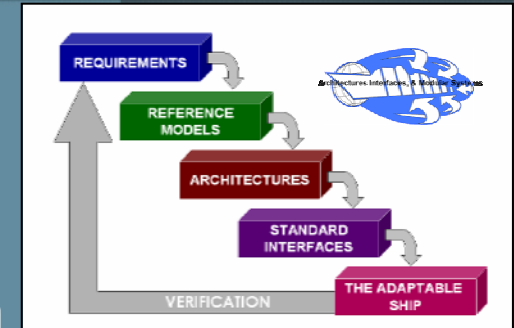 REQUIREMENTS
Architectures Interfaces, & Modular Systems
REFERENCE
MODELS
ARCHITECTURES
STANDARD
INTERFACES
THE ADAPTABLE
SHIP
VERIFICATION